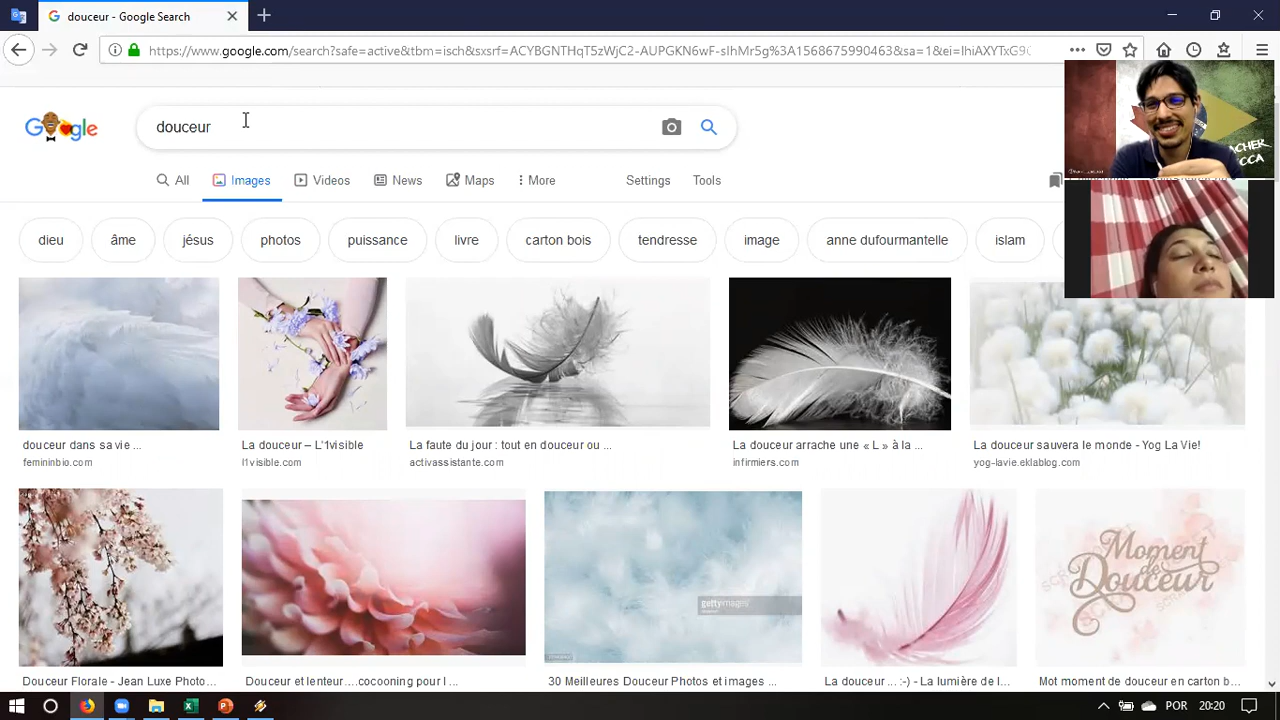 douceur - Google Search
https://www.google.com/search?safe=active&tbm=isch&sxsrf=ACYBGNTHqT5zWjC2-AUPGKN6wF-sIhMr5g%3A1568675990463&sa=1&ei=IhiAXYTxG9C
Google
douceur
All
Images
Videos
News
Maps
More
Settings
Tools
CCA
dieu
âme
jésus
photos
puissance
livre
carton bois
tendresse
image
anne dufourmantelle
islam
douceur dans sa vie ...
femininbio.com
La douceur – L'1visible
l1visible.com
La faute du jour : tout en douceur ou ...
activassistante.com
La douceur arrache une « L » à la ...
infirmiers.com
La douceur sauvera le monde - Yog La Vie!
yog-lavie.eklablog.com
gettyimages
Moment
de
Douceur
Douceur Florale - Jean Luxe Photo...
Douceur et lenteur....cocooning pour l ...
30 Meilleures Douceur Photos et images ...
La douceur ... :-) - La lumière de l...
Mot moment de douceur en carton b...
POR
20:20